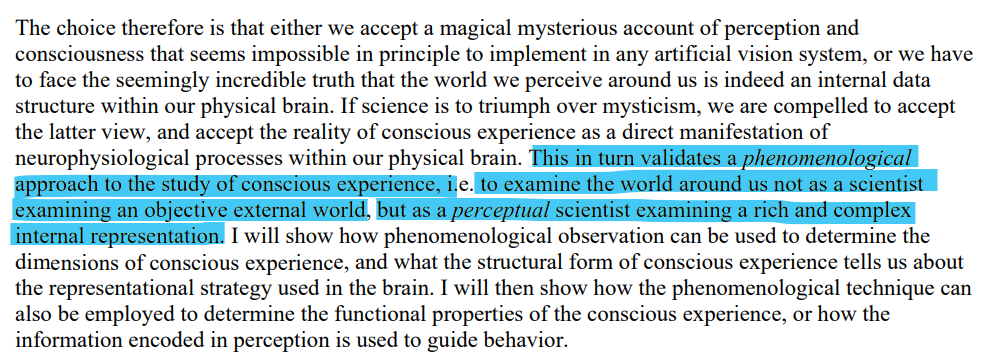 The choice therefore is that either we accept a magical mysterious account of perception and
consciousness that seems impossible in principle to implement in any artificial vision system, or we have
to face the seemingly incredible truth that the world we perceive around us is indeed an internal data
structure within our physical brain. If science is to triumph over mysticism, we are compelled to accept
the latter view, and accept the reality of conscious experience as a direct manifestation of
neurophysiological processes within our physical brain. This in turn validates a phenomenological
approach to the study of conscious experience, i.e. to examine the world around us not as a scientist
examining an objective external world, but as a perceptual scientist examining a rich and complex
internal representation. I will show how phenomenological observation can be used to determine the
dimensions of conscious experience, and what the structural form of conscious experience tells us about
the representational strategy used in the brain. I will then show how the phenomenological technique can
also be employed to determine the functional properties of the conscious experience, or how the
information encoded in perception is used to guide behavior.